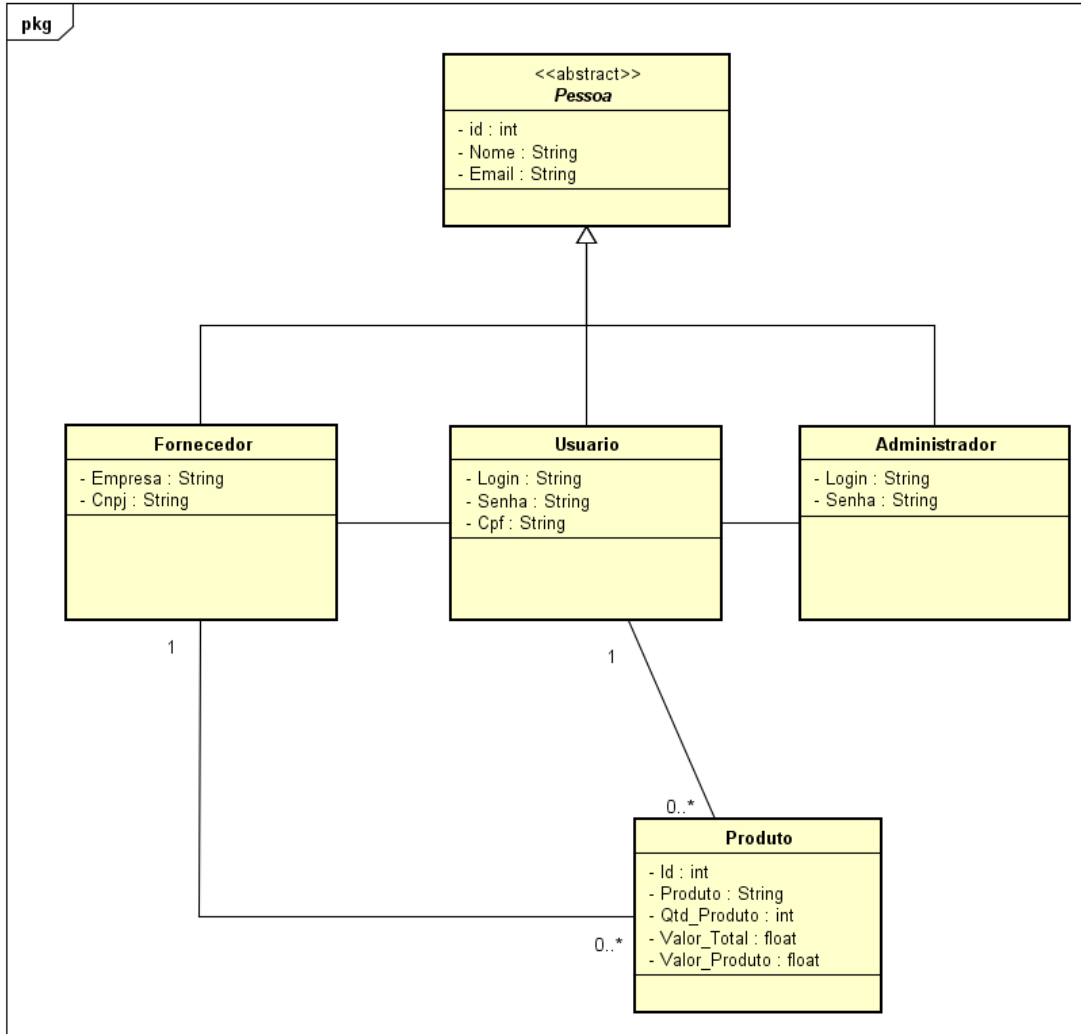 pkg
<<abstract>>
Pessoa
- id : int
- Nome : String
- Email : String
Fornecedor
- Empresa : String
- Cnpj : String
Usuario
- Login : String
- Senha : String
- Cpf : String
Administrador
- Login : String
- Senha : String
1
1
0..*
0..*
Produto
- Id : int
- Produto : String
- Qtd_Produto : int
- Valor_Total : float
- Valor_Produto : float